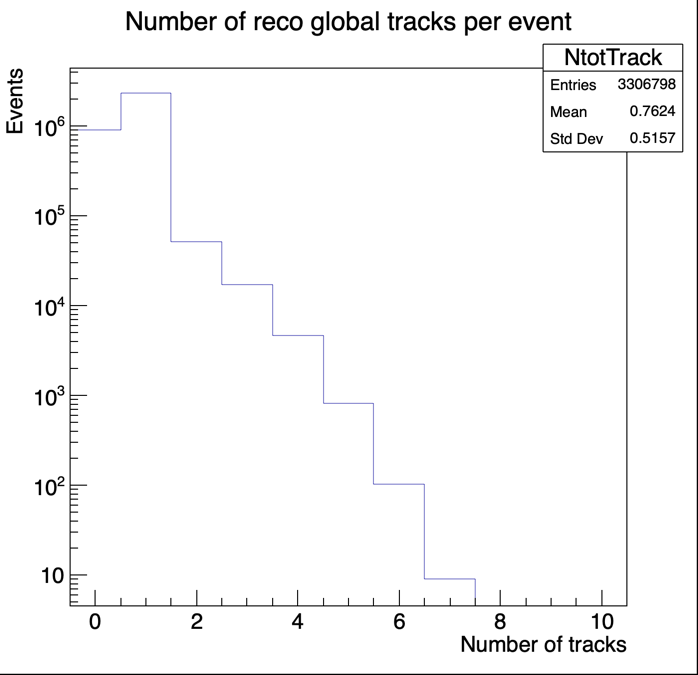 Number of reco global tracks per event
NtotTrack
Entries 3306798
Mean 0.7624
Std Dev 0.5157
Events
10^6
10^5
10^4
10^3
10^2
10
0 2 4 6 8 10
Number of tracks